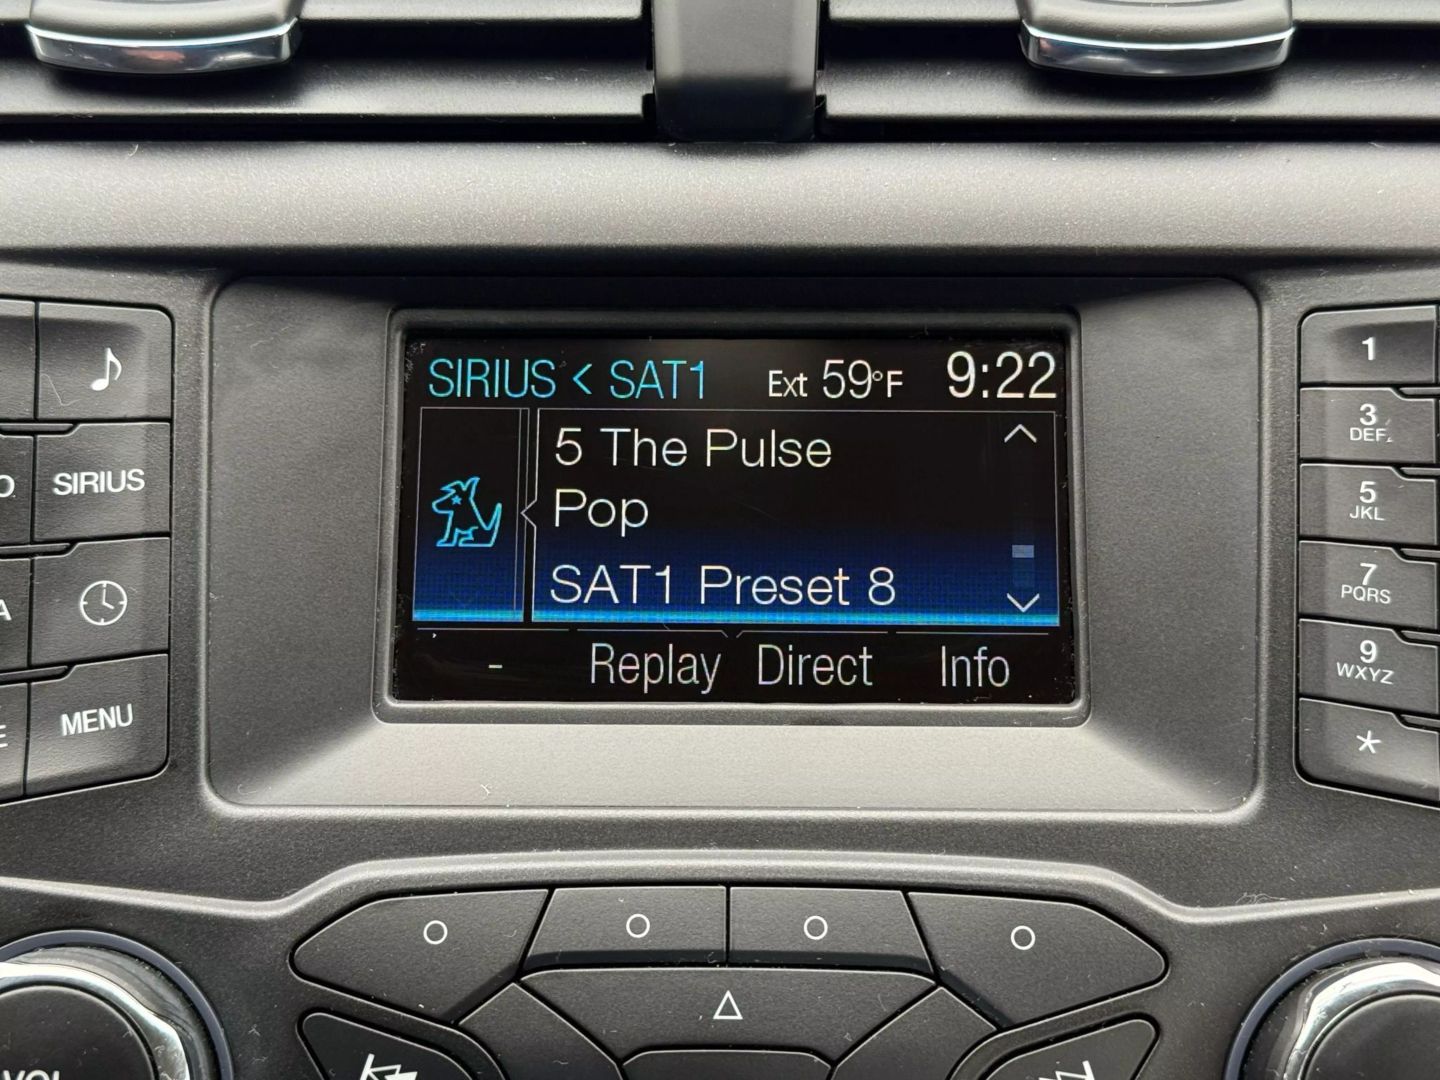 SIRIUS < SAT1 Ext 59°F 9:22
5 The Pulse
Pop
SAT1 Preset 8
- Replay Direct Info
SIRIUS
MENU
1
3
DEF
5
JKL
7
PQRS
9
WXYZ
*
VOL